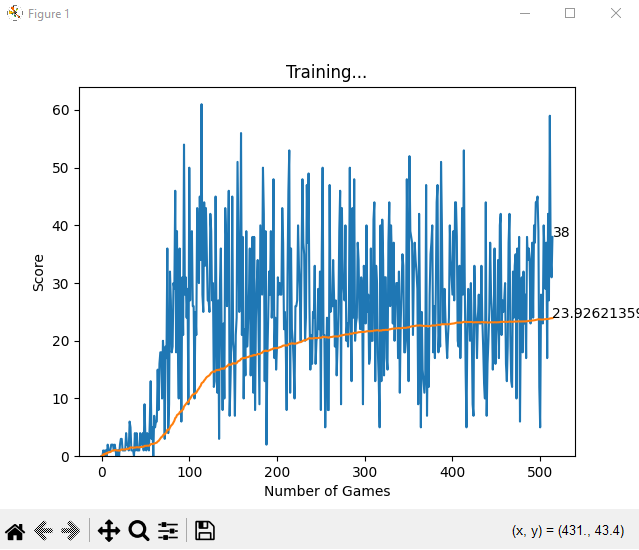 Figure 1
Training...
60
50
40
30
20
10
0
Score
38
23.92621359
0 100 200 300 400 500
Number of Games
(x, y) = (431., 43.4)